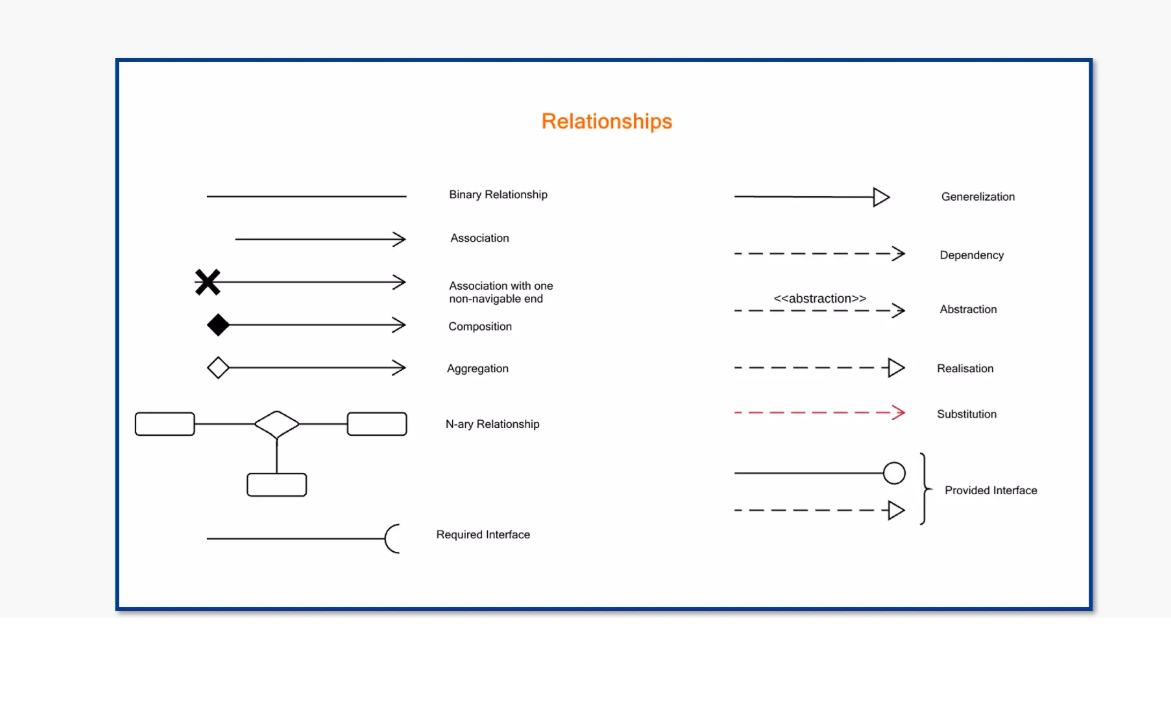 Relationships
Binary Relationship
Association
Association with one
non-navigable end
Composition
Aggregation
N-ary Relationship
Required Interface
Generelization
Dependency
<<abstraction>>
Abstraction
Realisation
Substitution
Provided Interface